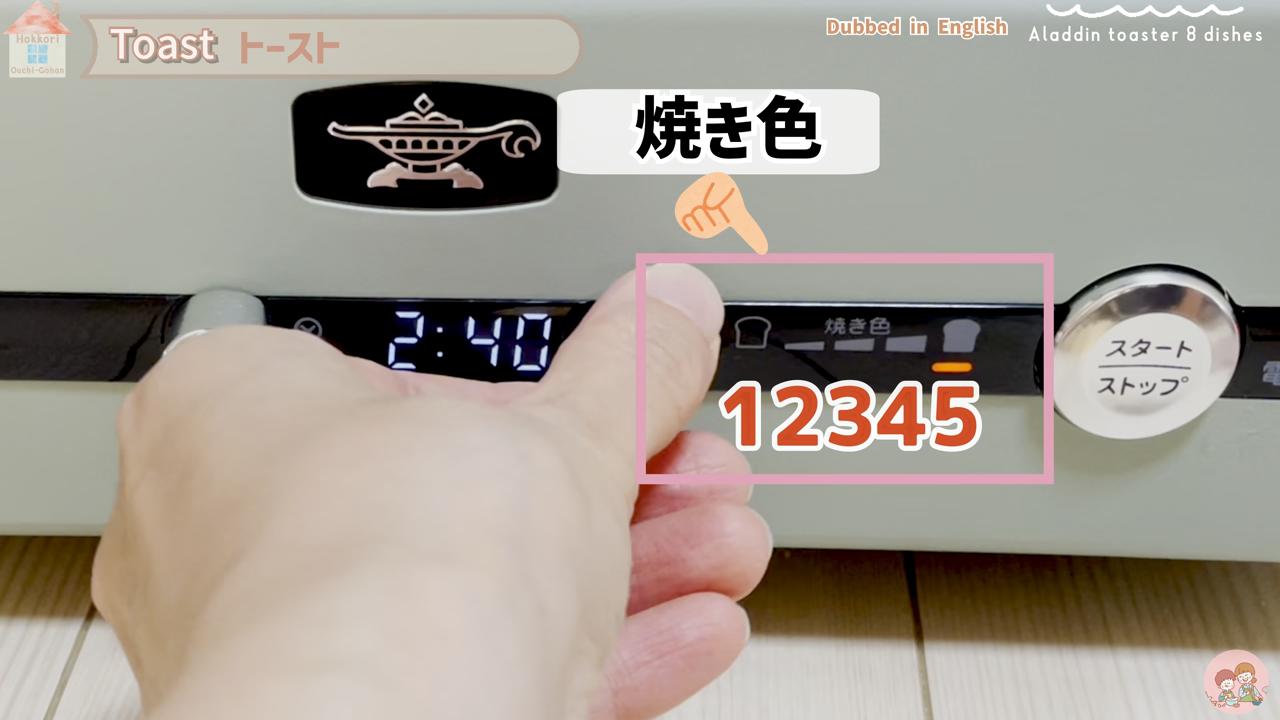 Hokkori
Ouchi-Gohan
Toast トースト
Dubbed in English
Aladdin toaster 8 dishes
焼き色
2:40
焼き色
スタート
ストップ
電
12345